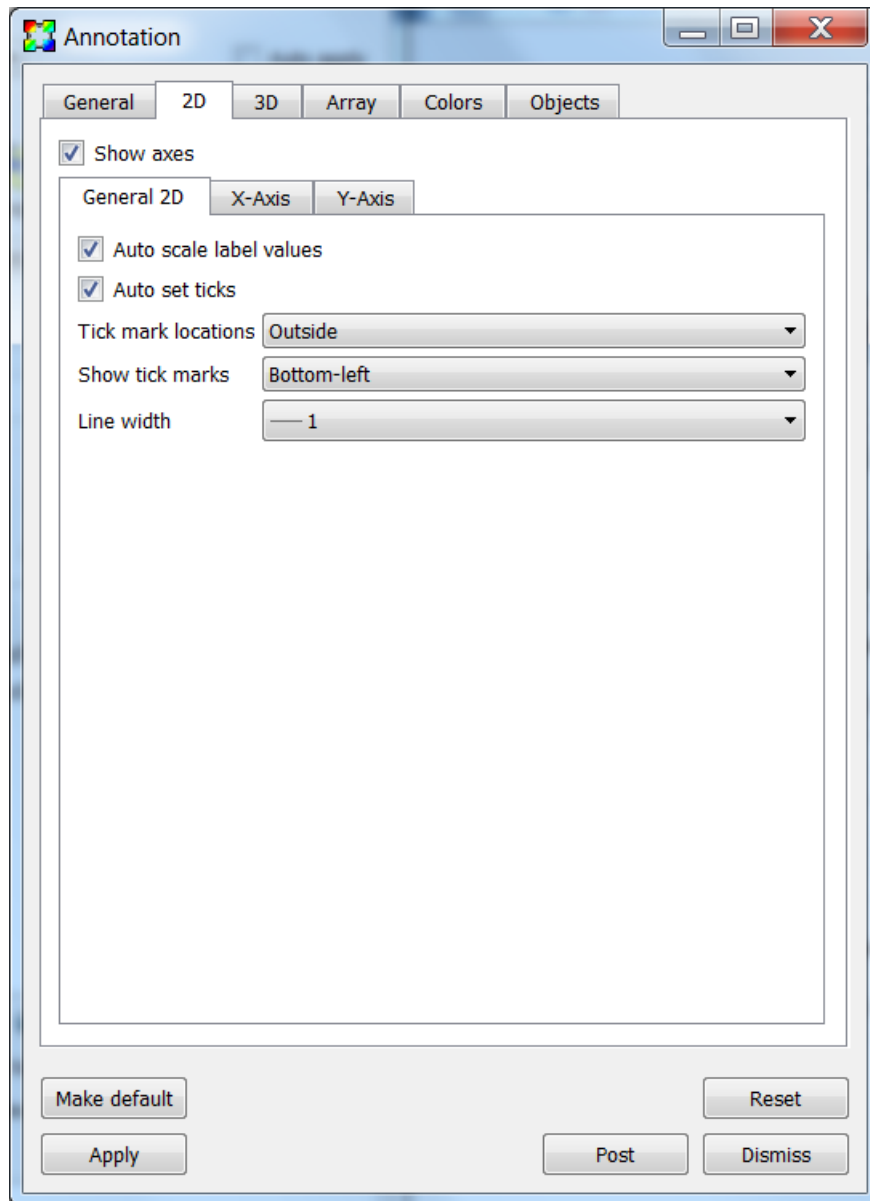 Annotation
General 2D 3D Array Colors Objects
Show axes
General 2D X-Axis Y-Axis
Auto scale label values
Auto set ticks
Tick mark locations Outside
Show tick marks Bottom-left
Line width 1
Make default Reset
Apply Post Dismiss